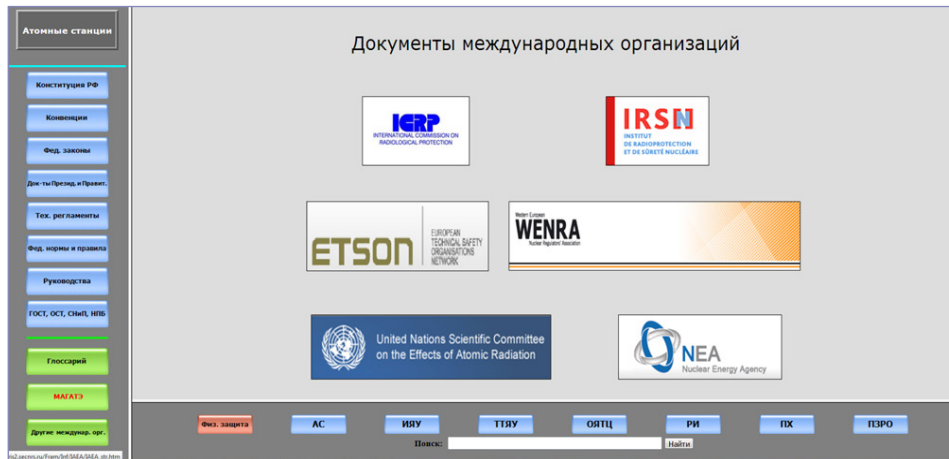 Атомные станции
Конституция РФ
Конвенции
Фед. законы
Док-ты Презид. и Правит.
Тех. регламенты
Фед. нормы и правила
Руководства
ГОСТ, ОСТ, СНиП, НПБ
Глоссарий
МАГАТЭ
Другие междунар. орг.
Документы международных организаций
ICRP
INTERNATIONAL COMMISSION ON
RADIOLOGICAL PROTECTION
IRSN
INSTITUT
DE RADIOPROTECTION
ET DE SÛRETÉ NUCLÉAIRE
ETSON
EUROPEAN
TECHNICAL SAFETY
ORGANISATIONS
NETWORK
Western European
WENRA
Nuclear Regulators' Association
United Nations Scientific Committee
on the Effects of Atomic Radiation
NEA
Nuclear Energy Agency
Физ. защита
АС
ИЯУ
ТТЯУ
ОЯТЦ
РИ
ПХ
ПЗРО
Поиск:
Найти